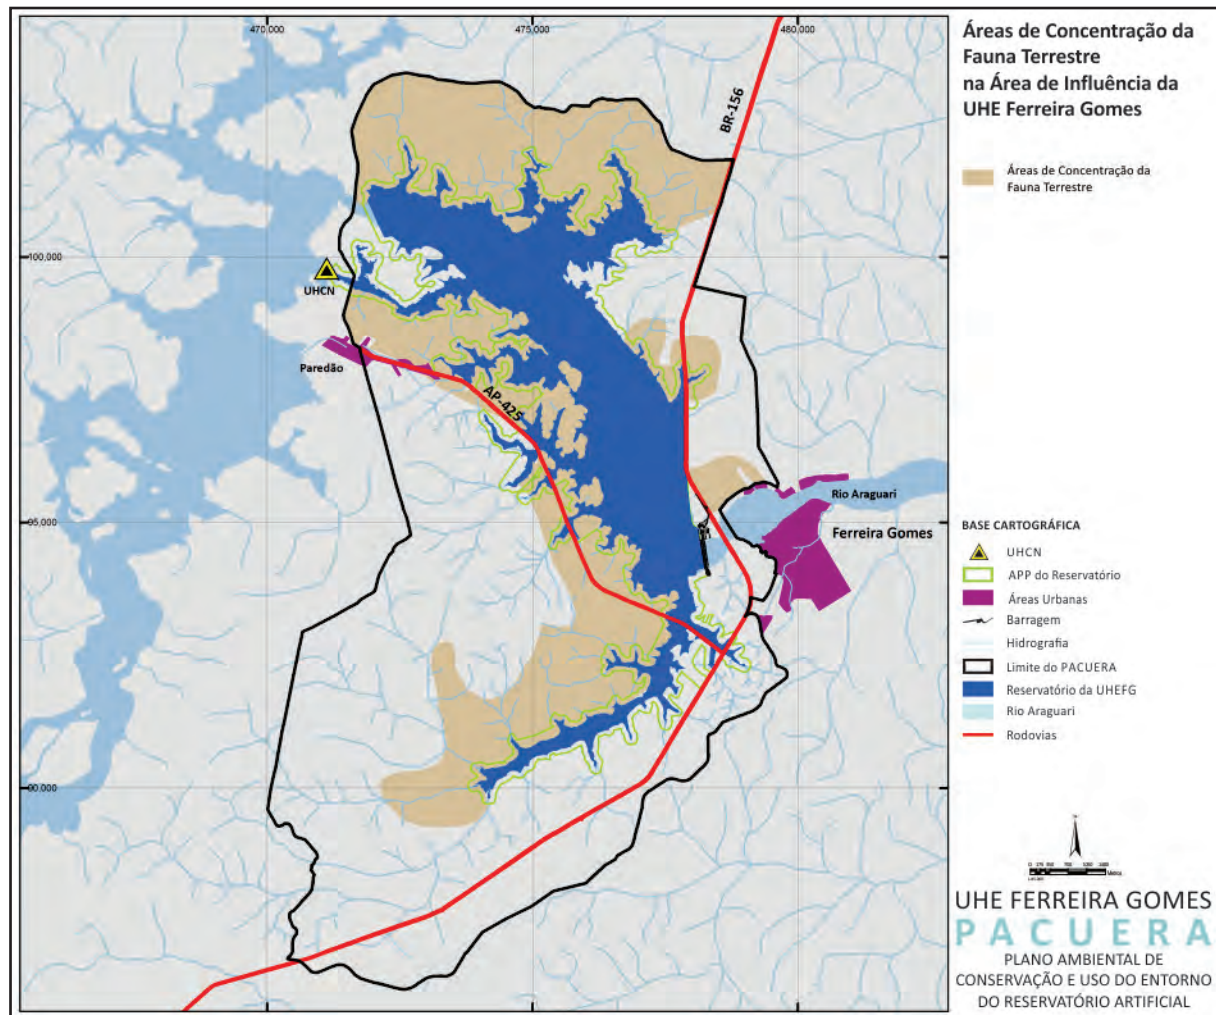 470,000
475,000
480,000
Áreas de Concentração da
Fauna Terrestre
na Área de Influência da
UHE Ferreira Gomes
BR-156
Áreas de Concentração da
Fauna Terrestre
100,000
UHCN
Paredão
AP-425
Rio Araguari
95,000
Ferreira Gomes
BASE CARTOGRÁFICA
UHCN
APP do Reservatório
Áreas Urbanas
Barragem
Hidrografia
Limite do PACUERA
Reservatório da UHEFG
Rio Araguari
Rodovias
90,000
UHE FERREIRA GOMES
PACUERA
PLANO AMBIENTAL DE
CONSERVAÇÃO E USO DO ENTORNO
DO RESERVATÓRIO ARTIFICIAL